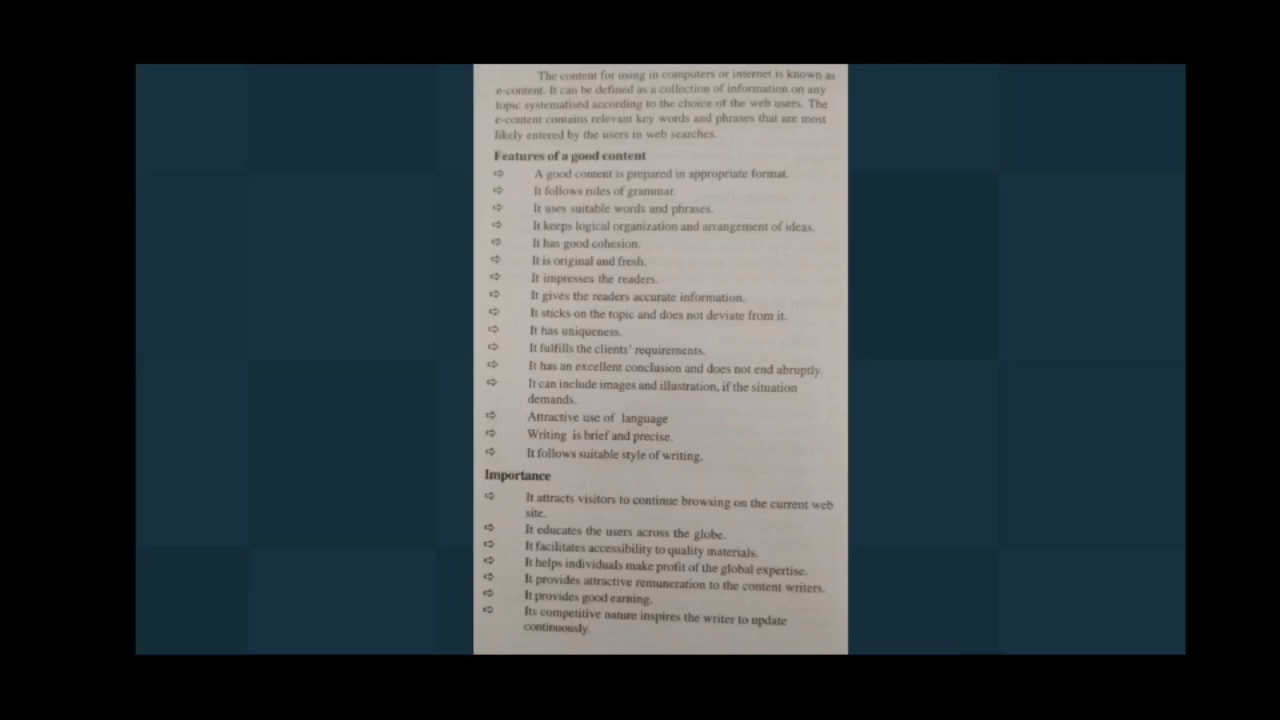 The content for using in computers or internet is known as
e-content. It can be defined as a collection of information on any
topic systematised according to the choice of the web users. The
e-content contains relevant key words and phrases that are most
likely entered by the users in web searches.
Features of a good content
⇨ A good content is prepared in appropriate format.
⇨ It follows rules of grammar.
⇨ It uses suitable words and phrases.
⇨ It keeps logical organization and arrangement of ideas.
⇨ It has good cohesion.
⇨ It is original and fresh.
⇨ It impresses the readers.
⇨ It gives the readers accurate information.
⇨ It sticks on the topic and does not deviate from it.
⇨ It has uniqueness.
⇨ It fulfills the clients' requirements.
⇨ It has an excellent conclusion and does not end abruptly.
⇨ It can include images and illustration, if the situation
demands.
⇨ Attractive use of language
⇨ Writing is brief and precise.
⇨ It follows suitable style of writing.
Importance
⇨ It attracts visitors to continue browsing on the current web
site.
⇨ It educates the users across the globe.
⇨ It facilitates accessibility to quality materials.
⇨ It helps individuals make profit of the global expertise.
⇨ It provides attractive remuneration to the content writers.
⇨ It provides good earning.
⇨ Its competitive nature inspires the writer to update
continuously.